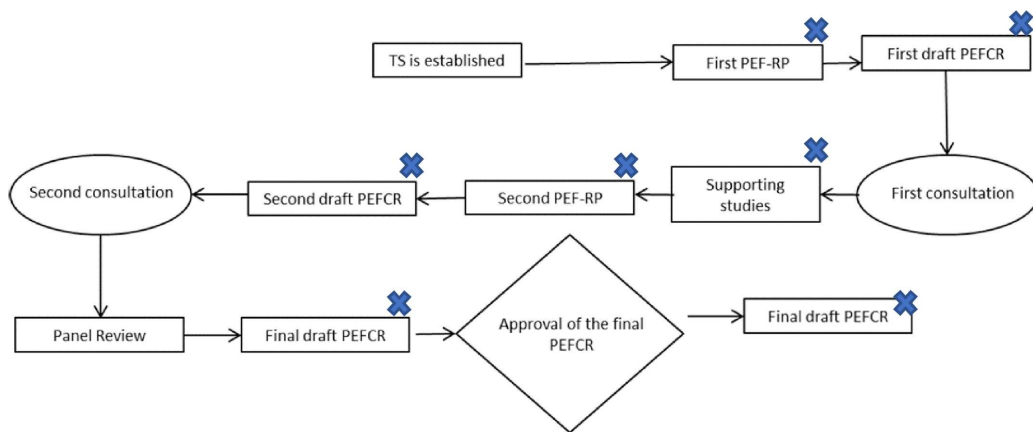 TS is established
First PEF-RP
First draft PEFCR
First consultation
Supporting
studies
Second PEF-RP
Second draft PEFCR
Second consultation
Panel Review
Final draft PEFCR
Approval of the final
PEFCR
Final draft PEFCR